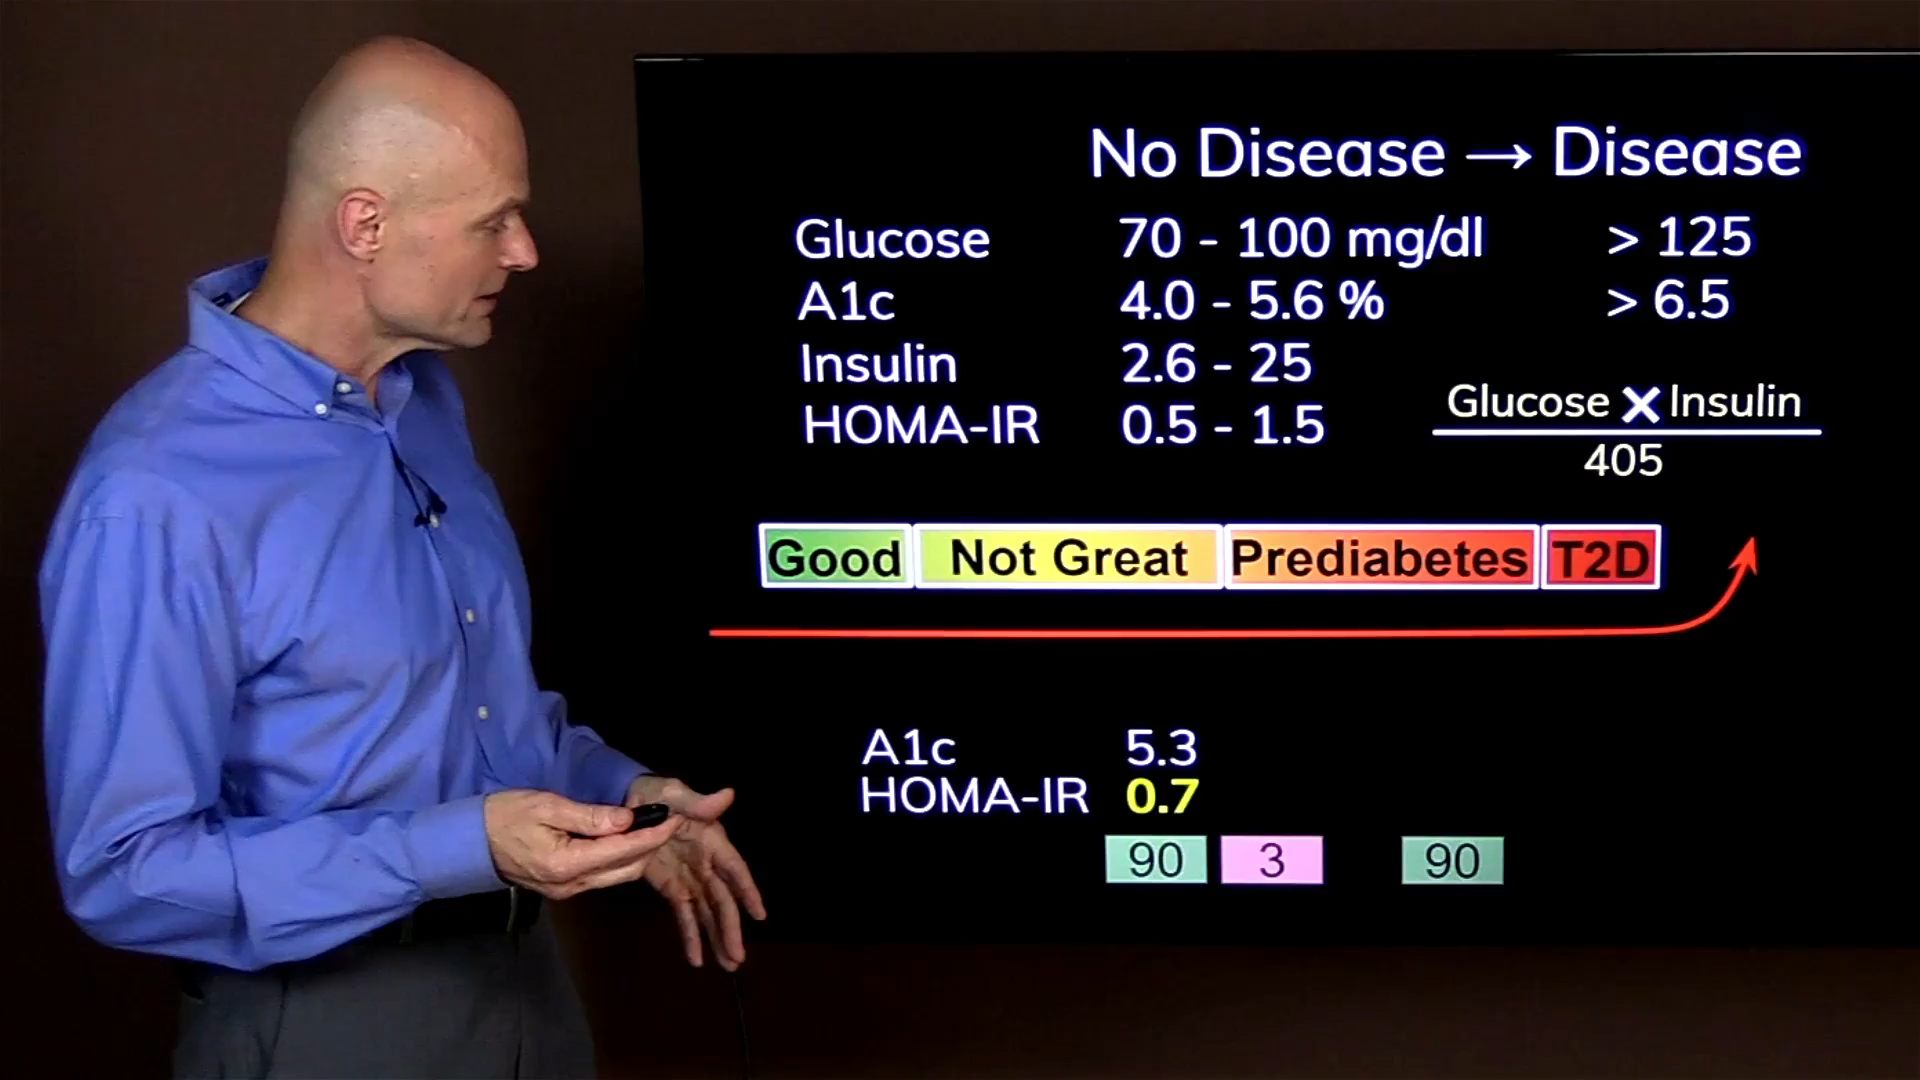 No Disease → Disease
Glucose 70 - 100 mg/dl > 125
A1c 4.0 - 5.6 % > 6.5
Insulin 2.6 - 25
HOMA-IR 0.5 - 1.5
Glucose × Insulin
405
Good Not Great Prediabetes T2D
A1c 5.3
HOMA-IR 0.7
90 3 90